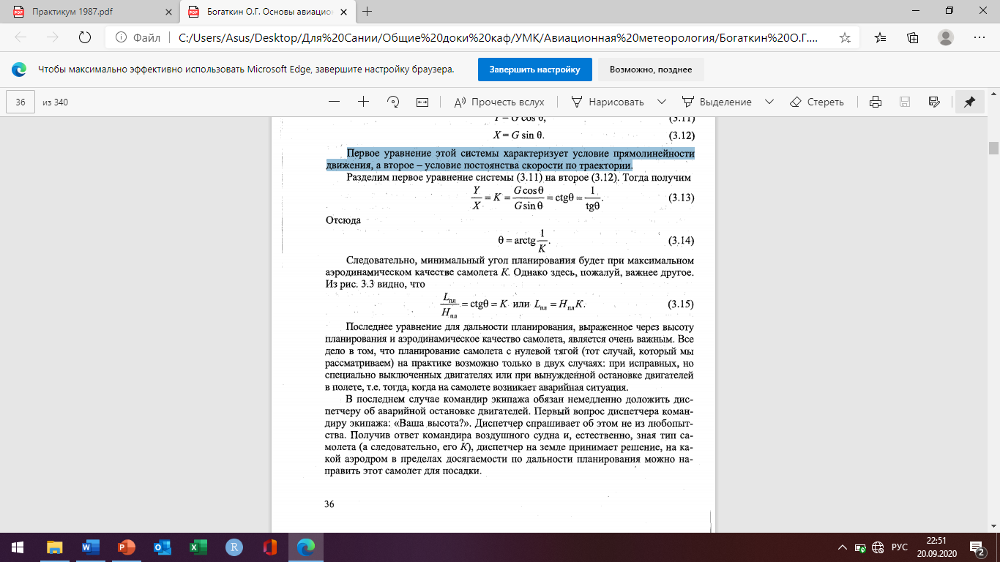 Практикум 1987.pdf
Богаткин О.Г. Основы авиацион
Файл
C:/Users/Asus/Desktop/Для%20Сании/Общие%20доки%20каф/УМК/Авиационная%20метеорология/Богаткин%20О.Г....
Чтобы максимально эффективно использовать Microsoft Edge, завершите настройку браузера.
Завершить настройку
Возможно, позднее
36 из 340
Прочесть вслух
Нарисовать
Выделение
Стереть
Y = G cos θ, (3.11)
X = G sin θ. (3.12)
Первое уравнение этой системы характеризует условие прямолинейности
движения, а второе – условие постоянства скорости по траектории.
Разделим первое уравнение системы (3.11) на второе (3.12). Тогда получим
Y/X = K = G cos θ/G sin θ = ctgθ = 1/tgθ. (3.13)
Отсюда
θ = arctg 1/K. (3.14)
Следовательно, минимальный угол планирования будет при максимальном
аэродинамическом качестве самолета K. Однако здесь, пожалуй, важнее другое.
Из рис. 3.3 видно, что
Lпл/Hпл = ctgθ = K или Lпл = HплK. (3.15)
Последнее уравнение для дальности планирования, выраженное через высоту
планирования и аэродинамическое качество самолета, является очень важным. Все
дело в том, что планирование самолета с нулевой тягой (тот случай, который мы
рассматриваем) на практике возможно только в двух случаях: при исправных, но
специально выключенных двигателях или при вынужденной остановке двигателей
в полете, т.е. тогда, когда на самолете возникает аварийная ситуация.
В последнем случае командир экипажа обязан немедленно доложить дис-
петчеру об аварийной остановке двигателей. Первый вопрос диспетчера коман-
диру экипажа: «Ваша высота?». Диспетчер спрашивает об этом не из любопыт-
ства. Получив ответ командира воздушного судна и, естественно, зная тип са-
молета (а следовательно, его K), диспетчер на земле принимает решение, на ка-
кой аэродром в пределах досягаемости по дальности планирования можно на-
править этот самолет для посадки.
36
РУС
22:51
20.09.2020
2